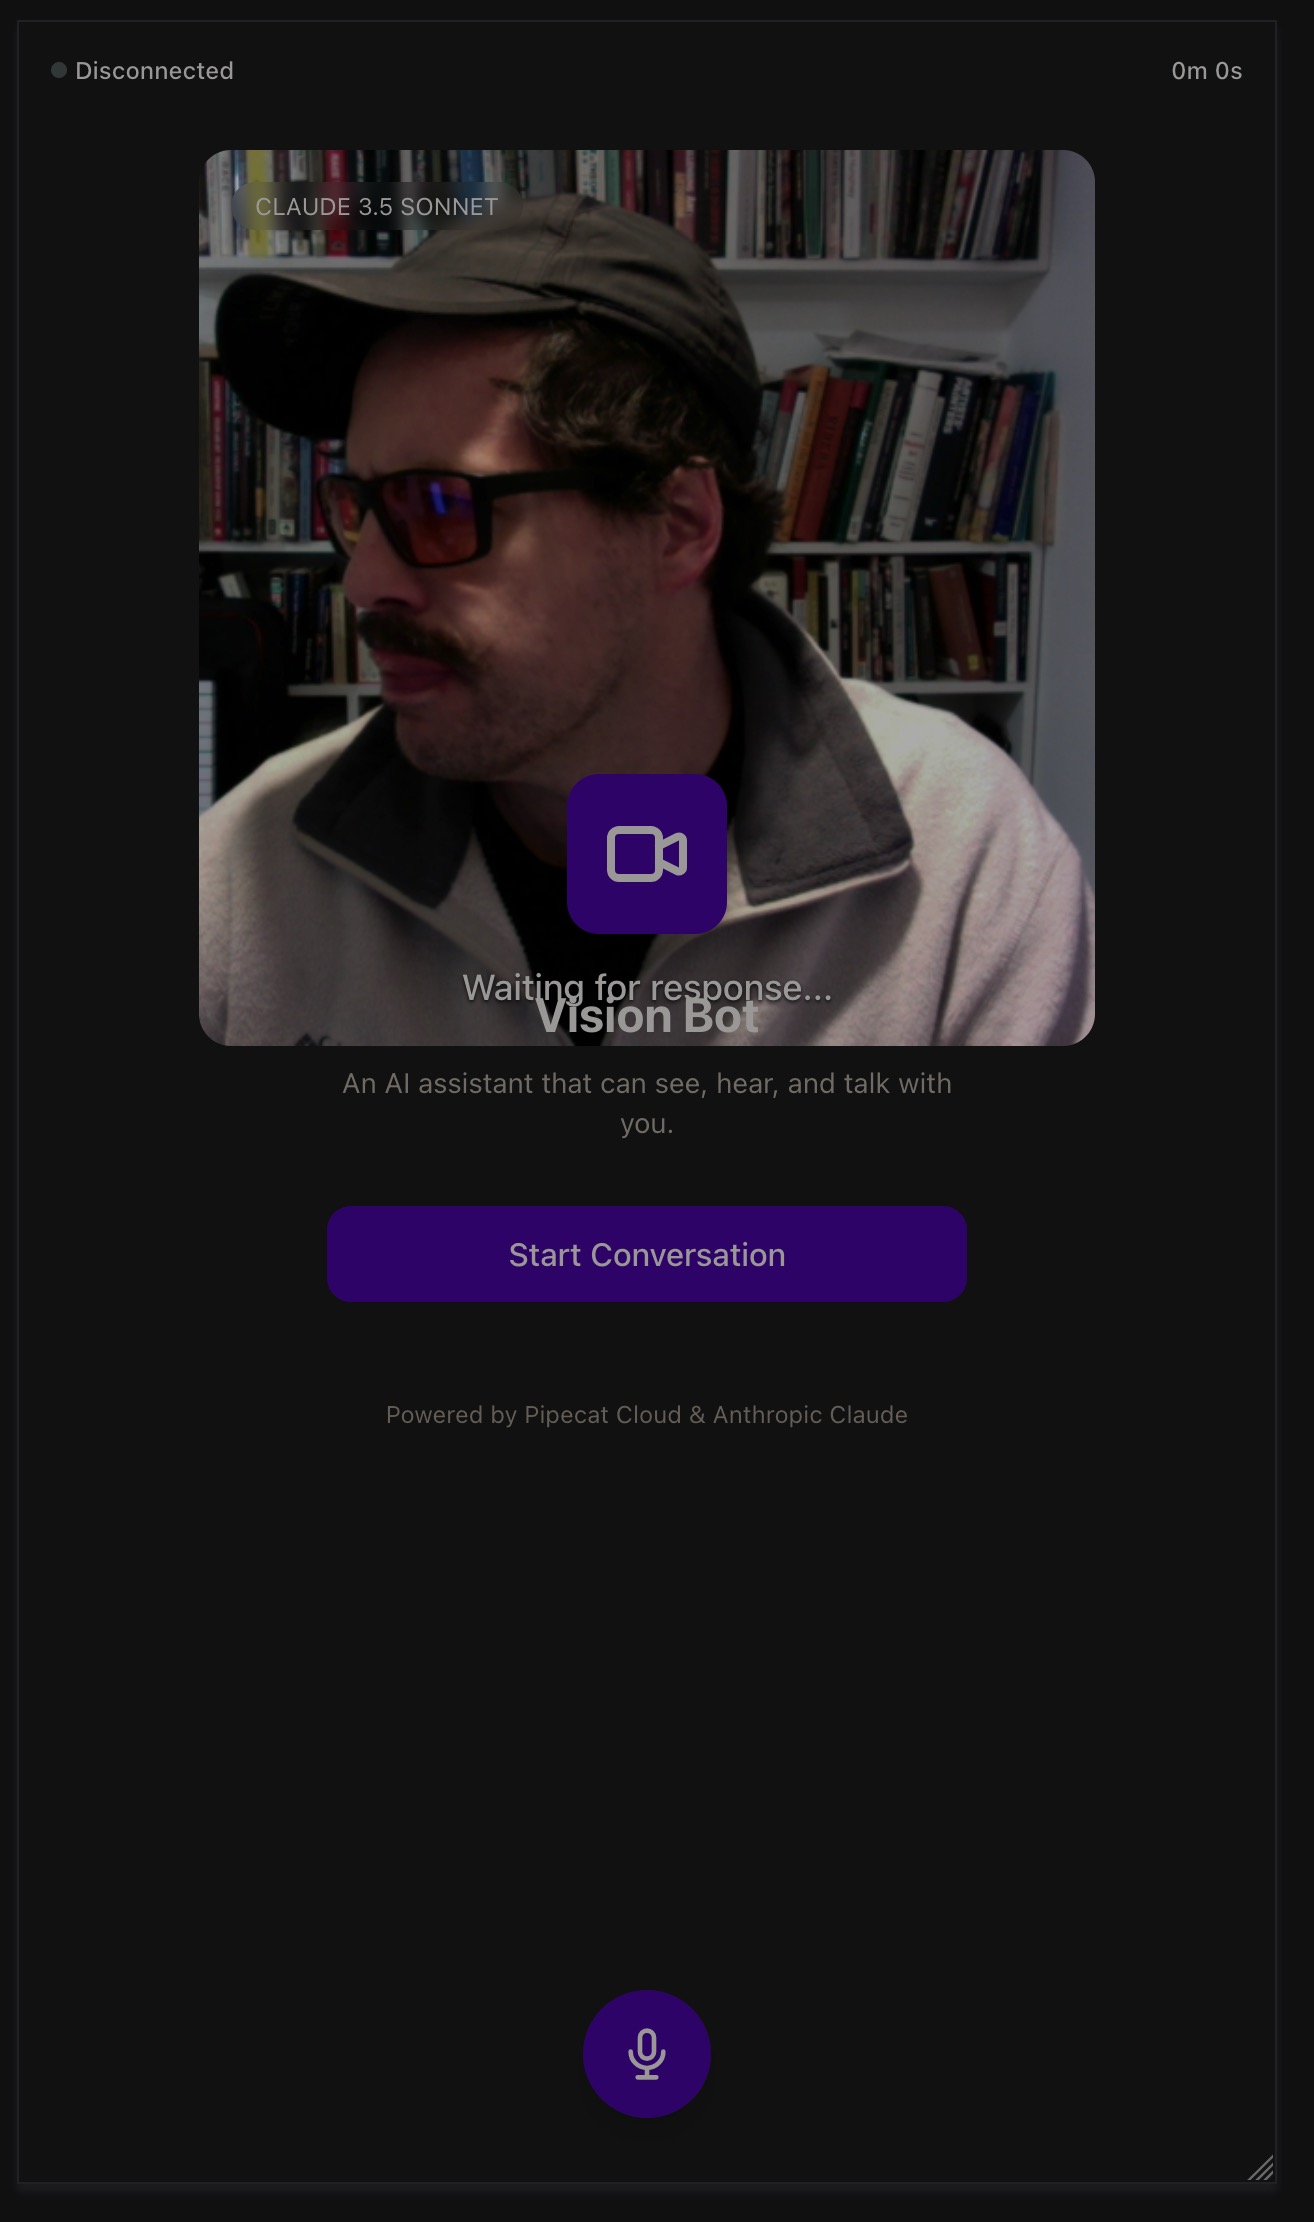 Disconnected
0m 0s
CLAUDE 3.5 SONNET
Waiting for response...
Vision Bot
An AI assistant that can see, hear, and talk with
you.
Start Conversation
Powered by Pipecat Cloud & Anthropic Claude